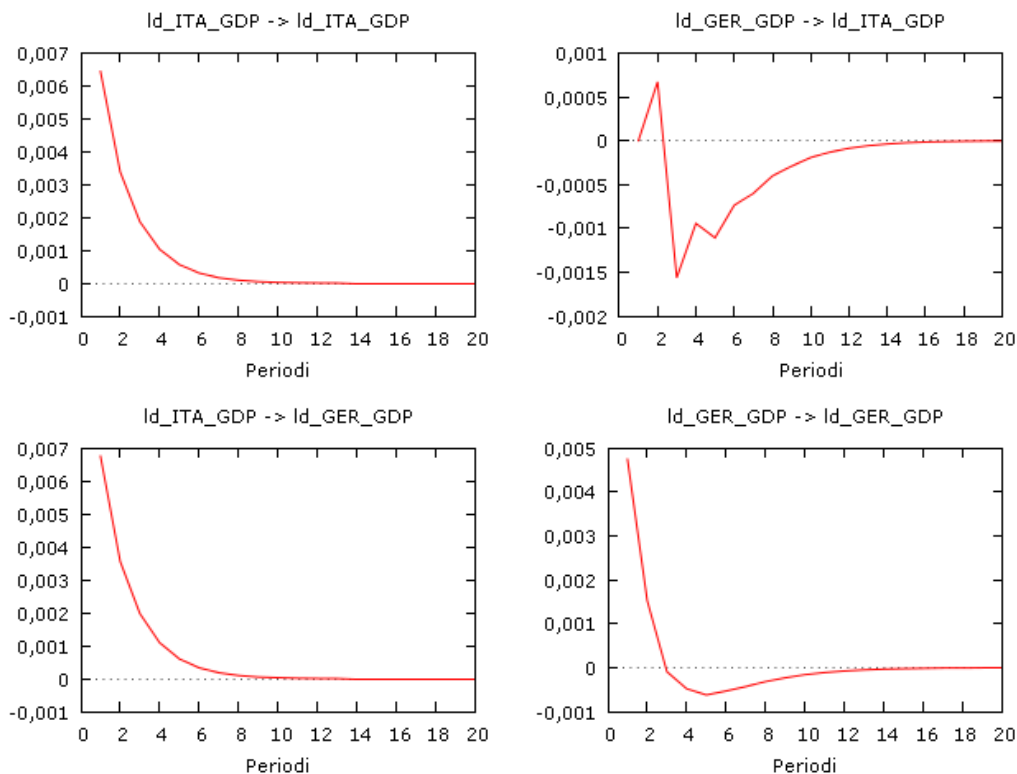 ld_ITA_GDP -> ld_ITA_GDP
0,007
0,006
0,005
0,004
0,003
0,002
0,001
0
-0,001
0 2 4 6 8 10 12 14 16 18 20
Periodi
ld_GER_GDP -> ld_ITA_GDP
0,001
0,0005
0
-0,0005
-0,001
-0,0015
-0,002
0 2 4 6 8 10 12 14 16 18 20
Periodi
ld_ITA_GDP -> ld_GER_GDP
0,007
0,006
0,005
0,004
0,003
0,002
0,001
0
-0,001
0 2 4 6 8 10 12 14 16 18 20
Periodi
ld_GER_GDP -> ld_GER_GDP
0,005
0,004
0,003
0,002
0,001
0
-0,001
0 2 4 6 8 10 12 14 16 18 20
Periodi